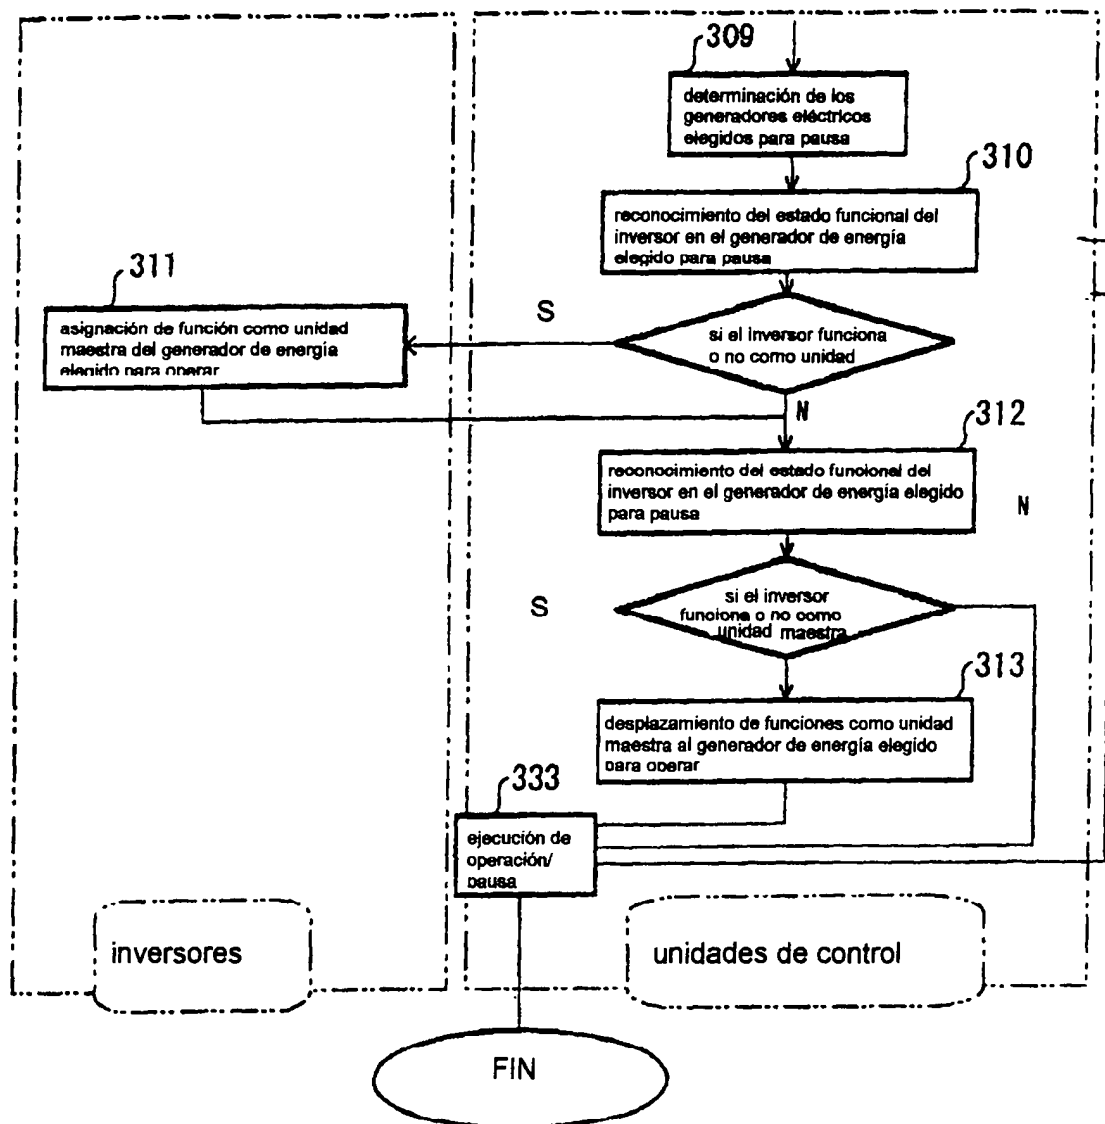 309
determinación de los
generadores eléctricos
elegidos para pausa
310
reconocimiento del estado funcional del
inversor en el generador de energía
elegido para pausa
311
asignación de función como unidad
maestra del generador de energía
elegido para operar
S
si el inversor funciona
o no como unidad
N
312
reconocimiento del estado funcional del
inversor en el generador de energía elegido
para pausa
N
S
si el inversor
funcione o no como
unidad maestra
313
desplazamiento de funciones como unidad
maestra al generador de energía elegido
para operar
333
ejecución de
operación/
pausa
inversores
unidades de control
FIN